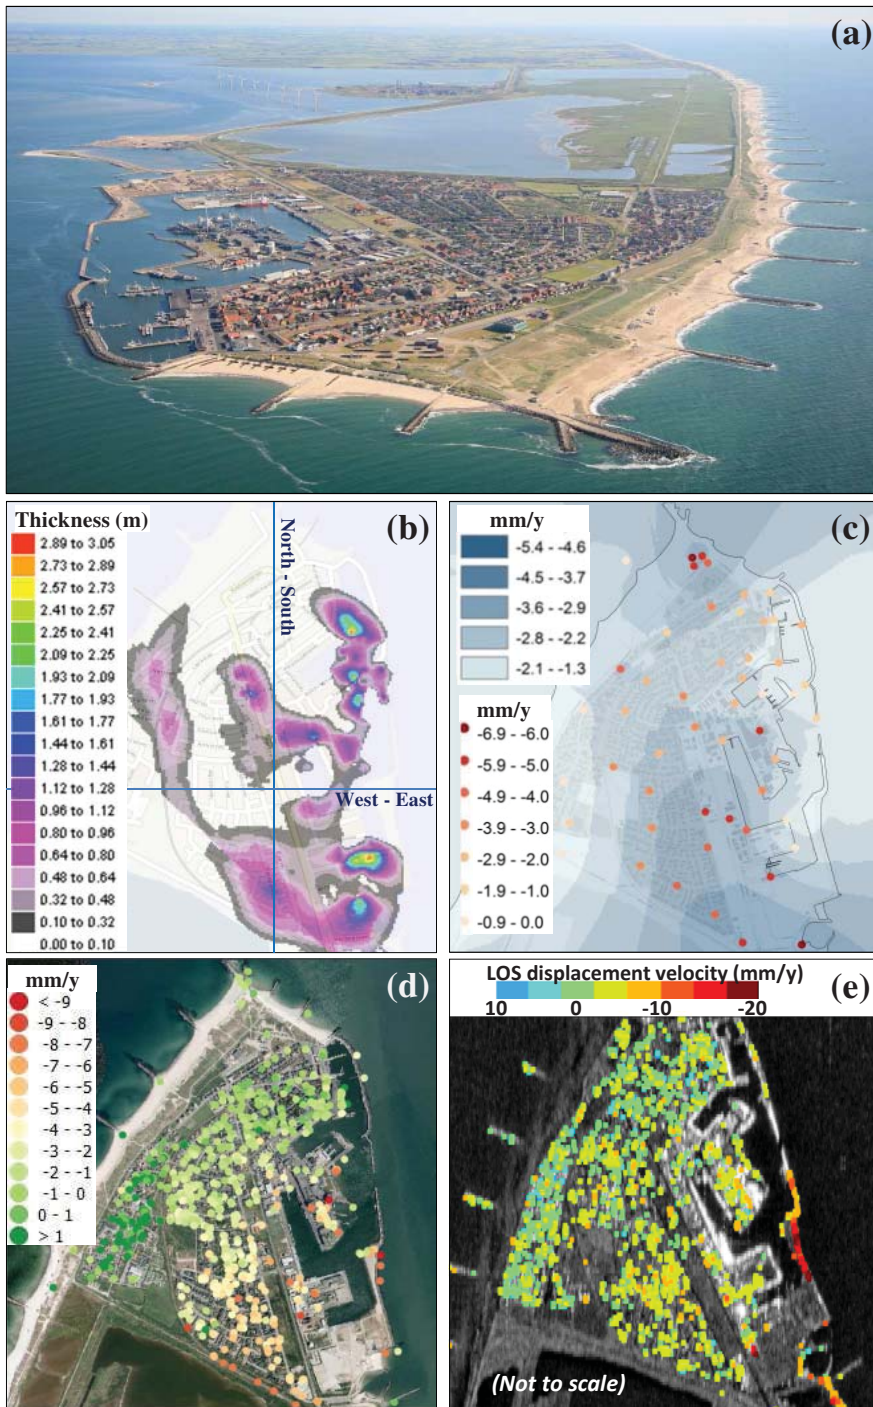 (a)
Thickness (m)
2.89 to 3.05
2.73 to 2.89
2.57 to 2.73
2.41 to 2.57
2.25 to 2.41
2.09 to 2.25
1.93 to 2.09
1.77 to 1.93
1.61 to 1.77
1.44 to 1.61
1.28 to 1.44
1.12 to 1.28
0.96 to 1.12
0.80 to 0.96
0.64 to 0.80
0.48 to 0.64
0.32 to 0.48
0.10 to 0.32
0.00 to 0.10
North - South
West - East
(b)
mm/y
-5.4 - -4.6
-4.5 - -3.7
-3.6 - -2.9
-2.8 - -2.2
-2.1 - -1.3
mm/y
-6.9 - -6.0
-5.9 - -5.0
-4.9 - -4.0
-3.9 - -3.0
-2.9 - -2.0
-1.9 - -1.0
-0.9 - 0.0
(c)
mm/y
< -9
-9 - -8
-8 - -7
-7 - -6
-6 - -5
-5 - -4
-4 - -3
-3 - -2
-2 - -1
-1 - 0
0 - 1
> 1
(d)
LOS displacement velocity (mm/y)
10 0 -10 -20
(e)
(Not to scale)